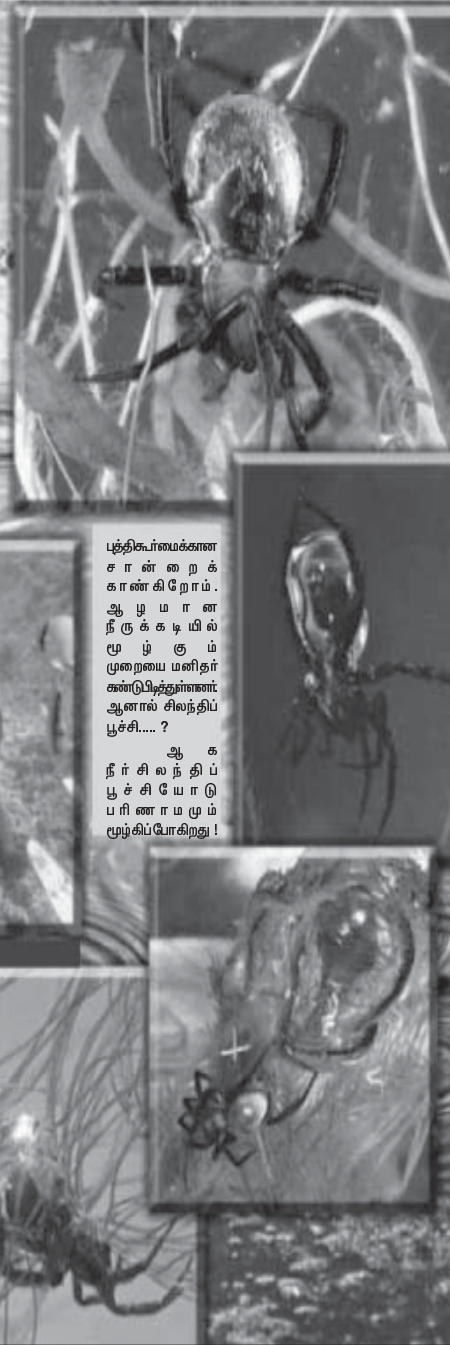 புத்திகூர்மைக்கான
சான்றைக்
காண்கிறோம்.
ஆழமான
நீருக்கடியில்
மூழ்கும்
முறையை மனிதர்
கண்டுபிடித்துள்ளனர்.
ஆனால் சிலந்திப்
பூச்சி..... ?
ஆக
நீர்சிலந்திப்
பூச்சியோடு
பரிணாமமும்
மூழ்கிப்போகிறது !